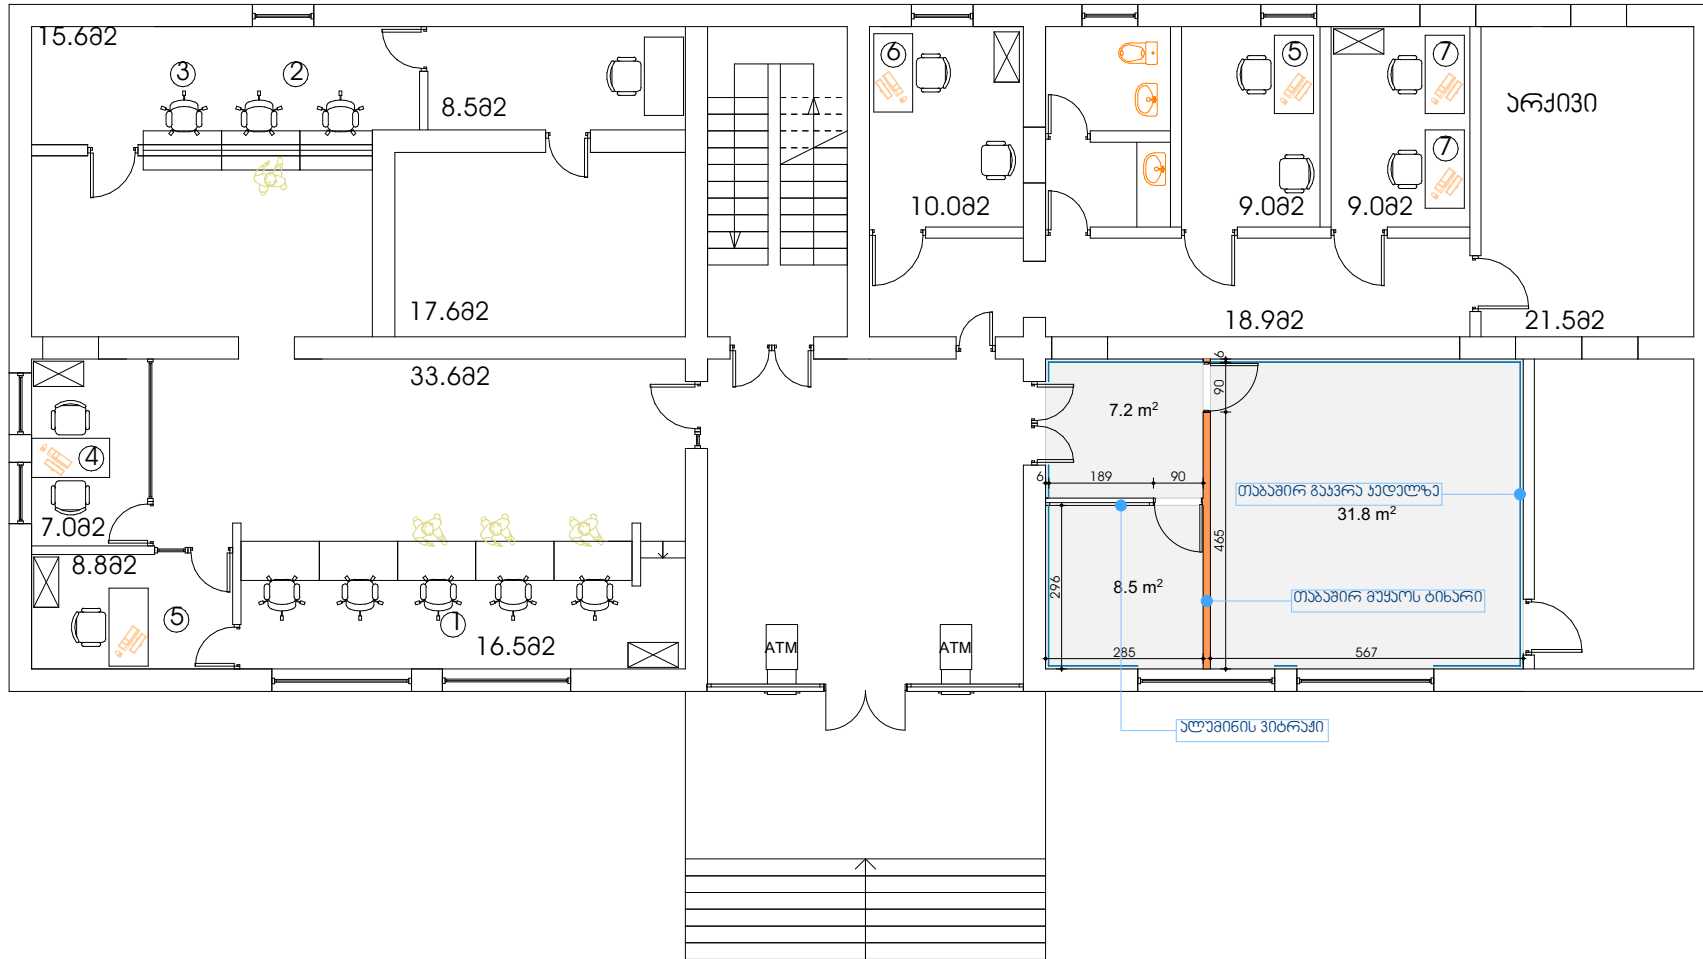 15.6მ2
③
②
8.5მ2
⑥
⑤
⑦
არქივი
⑦
10.0მ2
9.0მ2
9.0მ2
17.6მ2
18.9მ2
21.5მ2
33.6მ2
6
90
7.2 m²
④
6
189
90
თაბაშირ გაკვრა კედელზე
31.8 m²
7.0მ2
465
8.8მ2
296
8.5 m²
თაბაშირ მუყაოს ტიხარი
⑤
①
16.5მ2
ATM
ATM
285
567
ალუმინის ვიტრაჟი